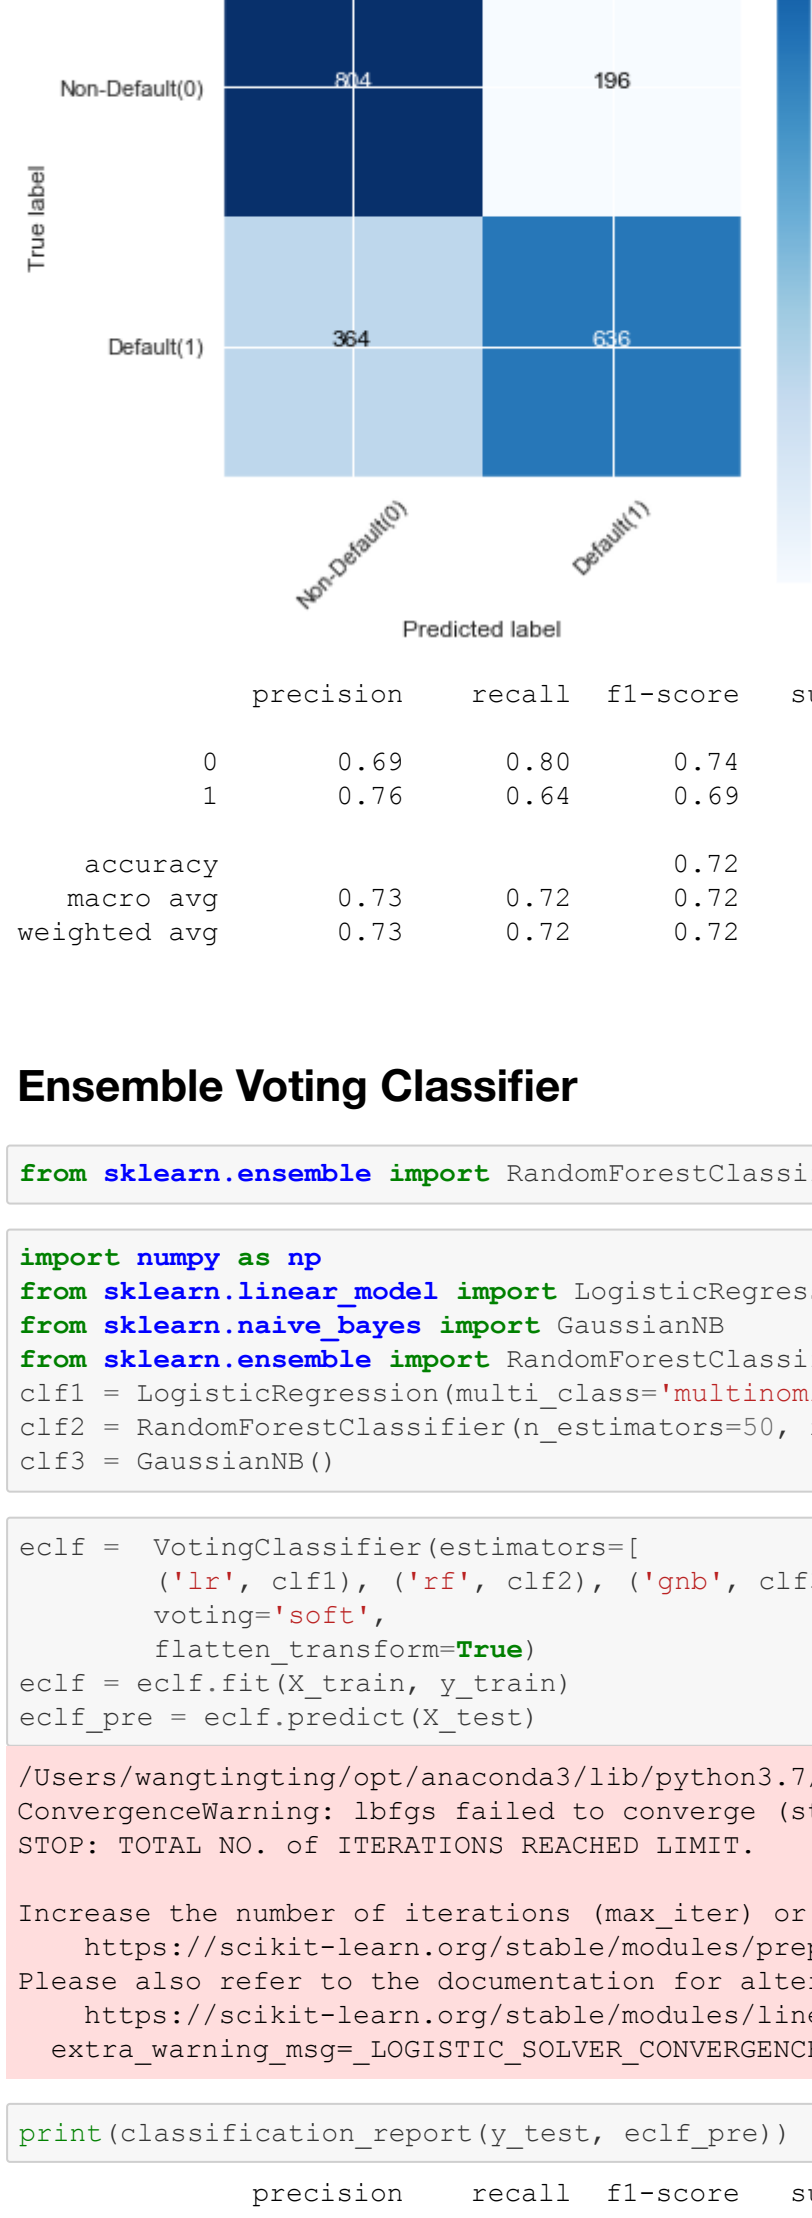 Non-Default(0) 804 196
True label
Default(1) 364 636
Non-Default(0) Default(1)
Predicted label
precision recall f1-score su
0 0.69 0.80 0.74
1 0.76 0.64 0.69
accuracy 0.72
macro avg 0.73 0.72 0.72
weighted avg 0.73 0.72 0.72
Ensemble Voting Classifier
from sklearn.ensemble import RandomForestClassi
import numpy as np
from sklearn.linear_model import LogisticRegres
from sklearn.naive_bayes import GaussianNB
from sklearn.ensemble import RandomForestClassi
clf1 = LogisticRegression(multi_class='multinom
clf2 = RandomForestClassifier(n_estimators=50,
clf3 = GaussianNB()
eclf = VotingClassifier(estimators=[
('lr', clf1), ('rf', clf2), ('gnb', clf
voting='soft',
flatten_transform=True)
eclf = eclf.fit(X_train, y_train)
eclf_pre = eclf.predict(X_test)
/Users/wangtingting/opt/anaconda3/lib/python3.7/
ConvergenceWarning: lbfgs failed to converge (st
STOP: TOTAL NO. of ITERATIONS REACHED LIMIT.
Increase the number of iterations (max_iter) or
https://scikit-learn.org/stable/modules/prep
Please also refer to the documentation for alter
https://scikit-learn.org/stable/modules/line
extra_warning_msg=_LOGISTIC_SOLVER_CONVERGENCE
print(classification_report(y_test, eclf_pre))
precision recall f1-score su